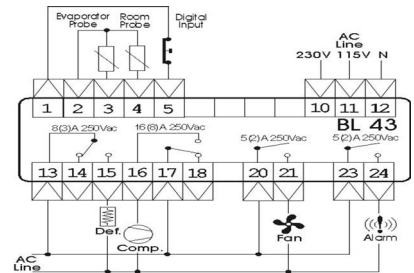 Evaporator Probe
Room Probe
Digital Input
AC Line
230V 115V N
1 2 3 4 5 10 11 12
BL 43
8(3)A 250Vac 16(8)A 250Vac 5(2)A 250Vac 5(2)A 250Vac
13 14 15 16 17 18 20 21 23 24
Def.
Comp.
Fan
Alarm
AC Line